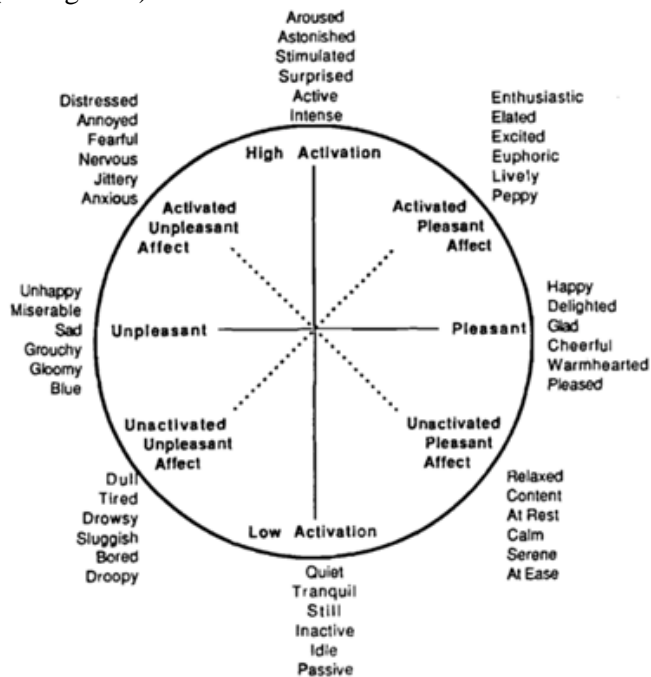 Aroused
Astonished
Stimulated
Surprised
Active
Intense
Distressed
Annoyed
Fearful
Nervous
Jittery
Anxious
Enthusiastic
Elated
Excited
Euphoric
Lively
Peppy
High Activation
Activated
Unpleasant
Affect
Activated
Pleasant
Affect
Unhappy
Miserable
Sad
Grouchy
Gloomy
Blue
Unpleasant
Pleasant
Happy
Delighted
Glad
Cheerful
Warmhearted
Pleased
Unactivated
Unpleasant
Affect
Unactivated
Pleasant
Affect
Dull
Tired
Drowsy
Sluggish
Bored
Droopy
Low Activation
Relaxed
Content
At Rest
Calm
Serene
At Ease
Quiet
Tranquil
Still
Inactive
Idle
Passive